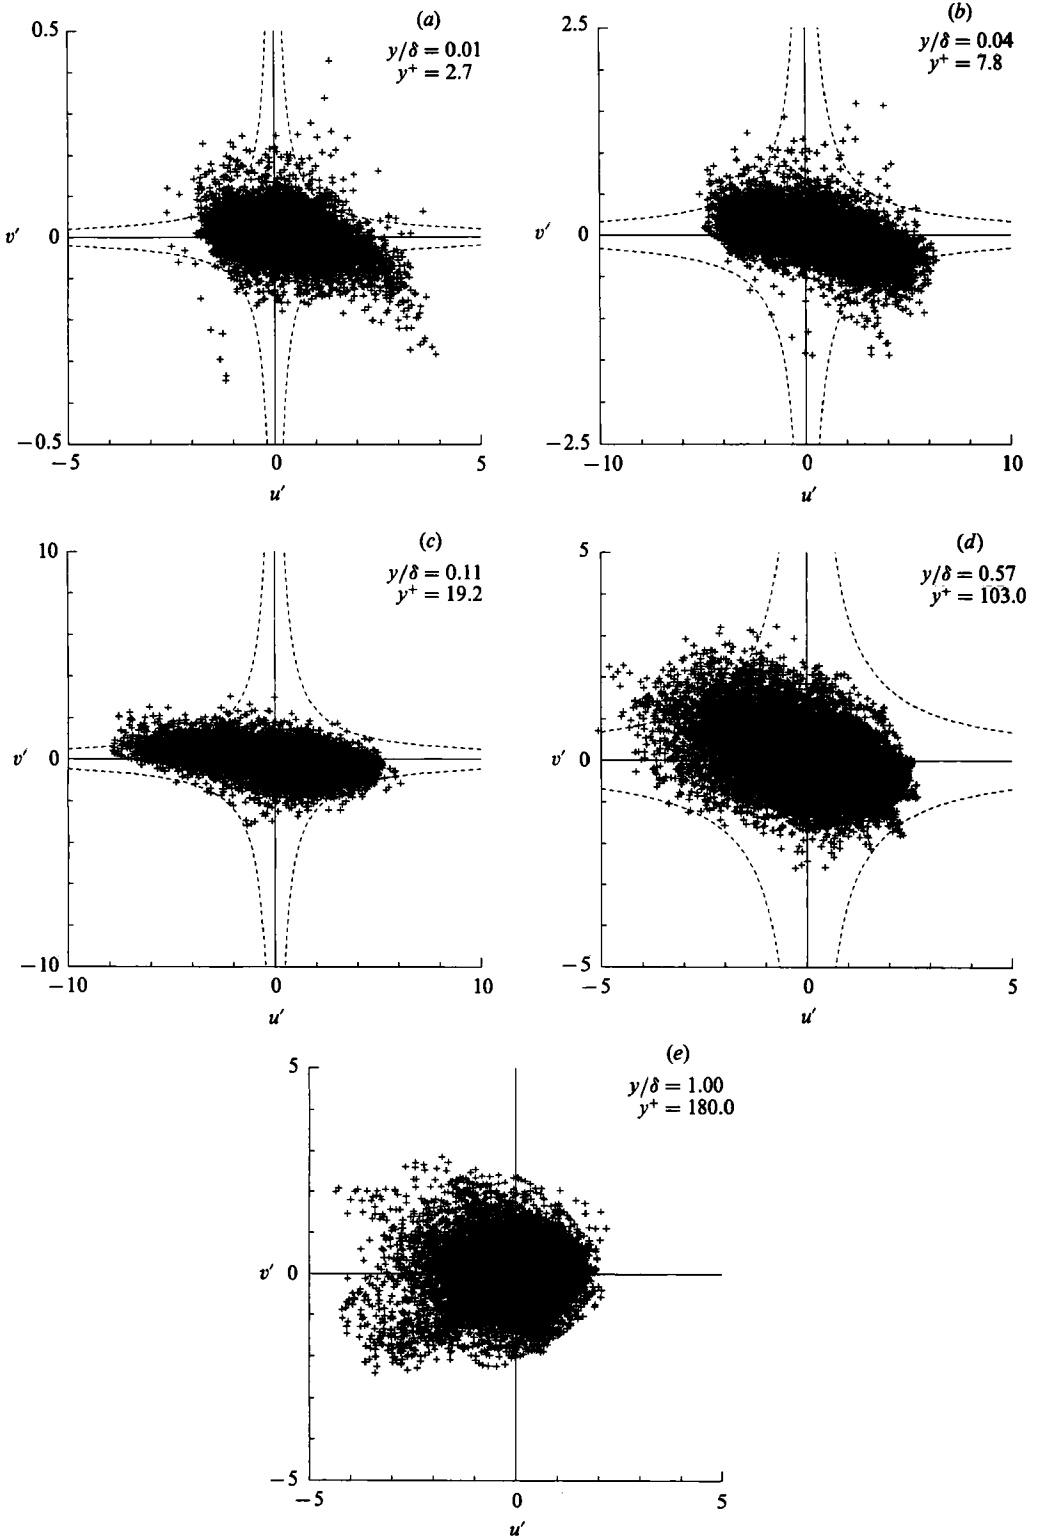 (a)
0.5
y/δ = 0.01
y⁺ = 2.7
v′ 0
−0.5
−5 0 5
u′
(b)
2.5
y/δ = 0.04
y⁺ = 7.8
v′ 0
−2.5
−10 0 10
u′
(c)
10
y/δ = 0.11
y⁺ = 19.2
v′ 0
−10
−10 0 10
u′
(d)
5
y/δ = 0.57
y⁺ = 103.0
v′ 0
−5
−5 0 5
u′
(e)
5
y/δ = 1.00
y⁺ = 180.0
v′ 0
−5
−5 0 5
u′